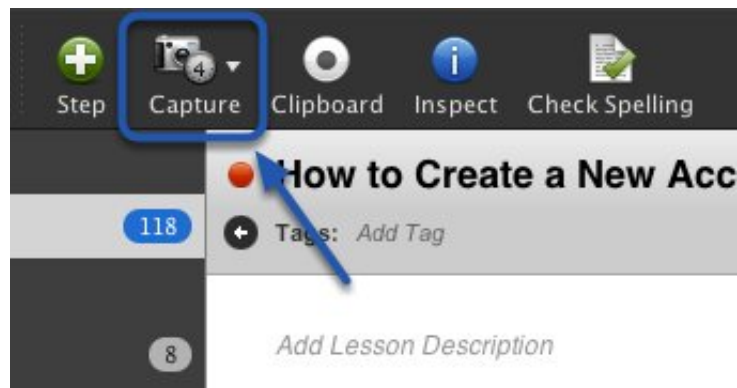 4
Step Capture Clipboard Inspect Check Spelling
How to Create a New Acc
118
Tags: Add Tag
Add Lesson Description
8